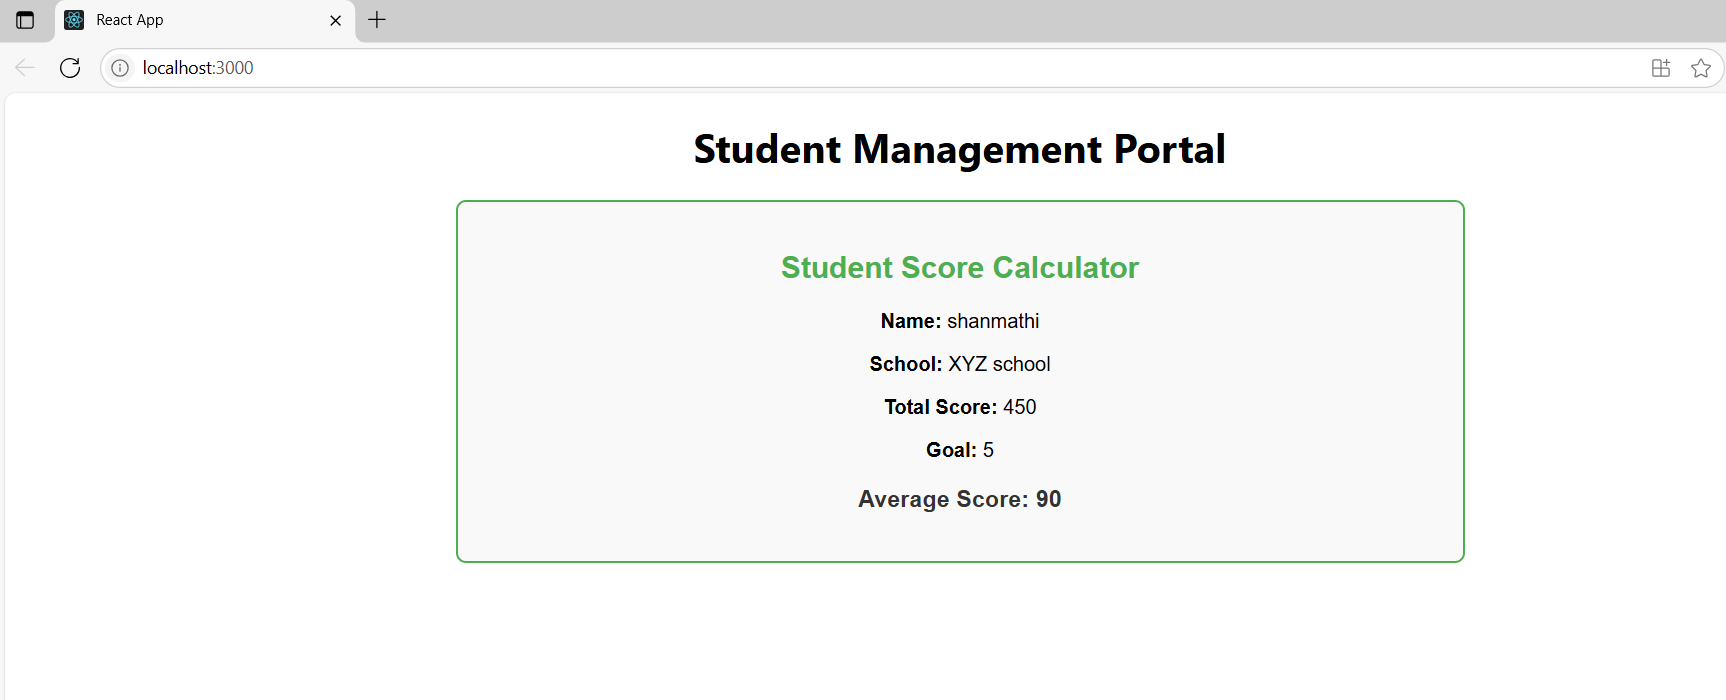 React App
localhost:3000
Student Management Portal
Student Score Calculator
Name: shanmathi
School: XYZ school
Total Score: 450
Goal: 5
Average Score: 90